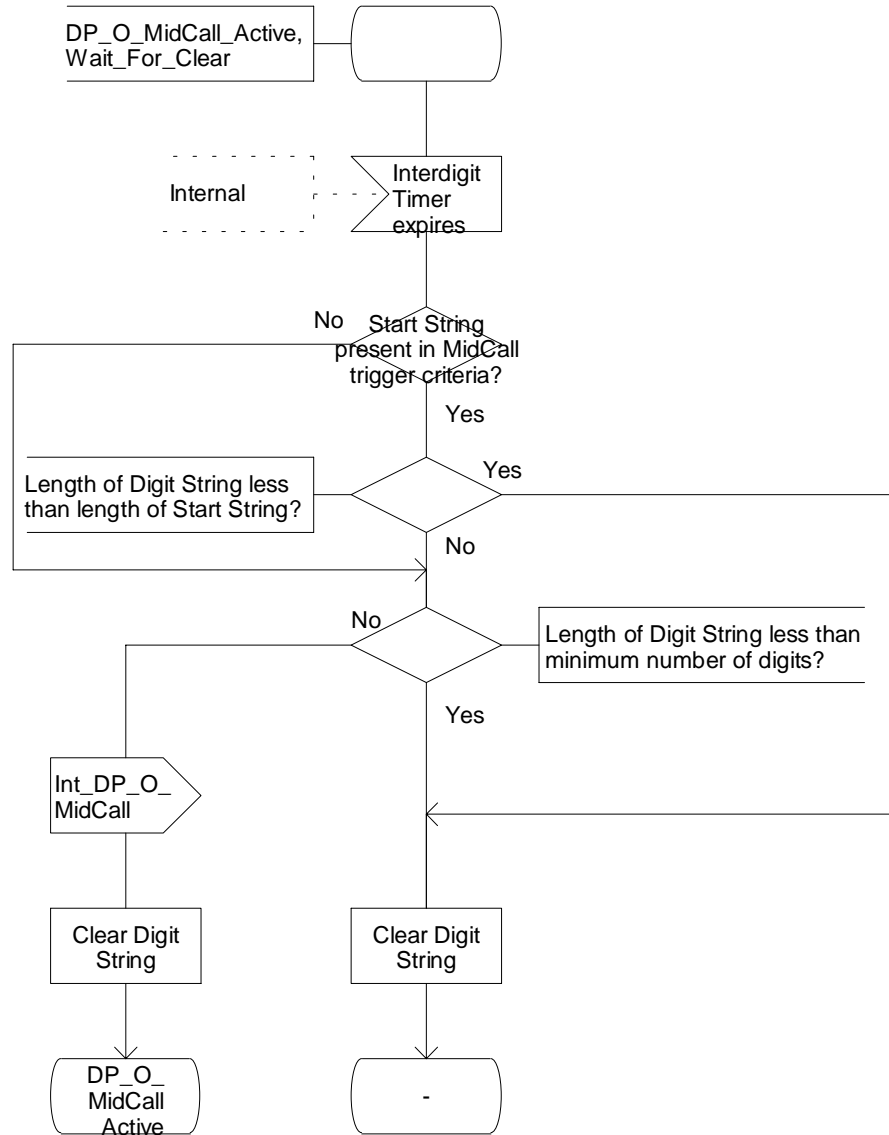 DP_O_MidCall_Active,
Wait_For_Clear
Internal
Interdigit
Timer
expires
No
Start String
present in MidCall
trigger criteria?
Yes
Length of Digit String less
than length of Start String?
Yes
No
No
Length of Digit String less than
minimum number of digits?
Yes
Int_DP_O_
MidCall
Clear Digit
String
Clear Digit
String
DP_O_
MidCall
Active
-